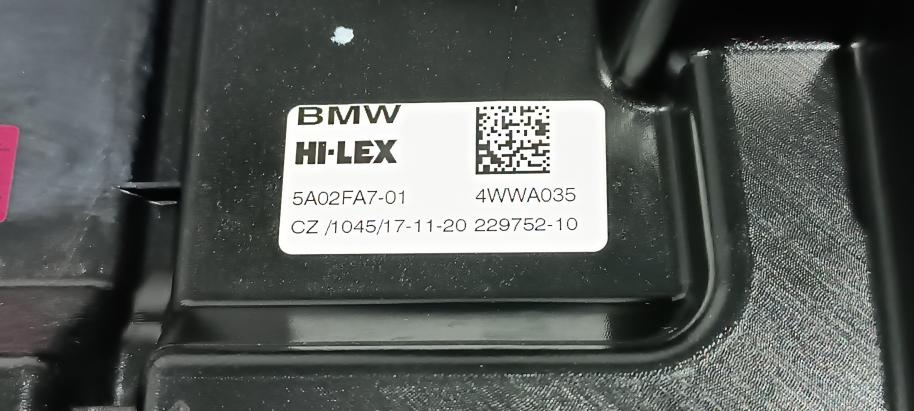 BMW
HI-LEX
5A02FA7-01 4WWA035
CZ /1045/17-11-20 229752-10